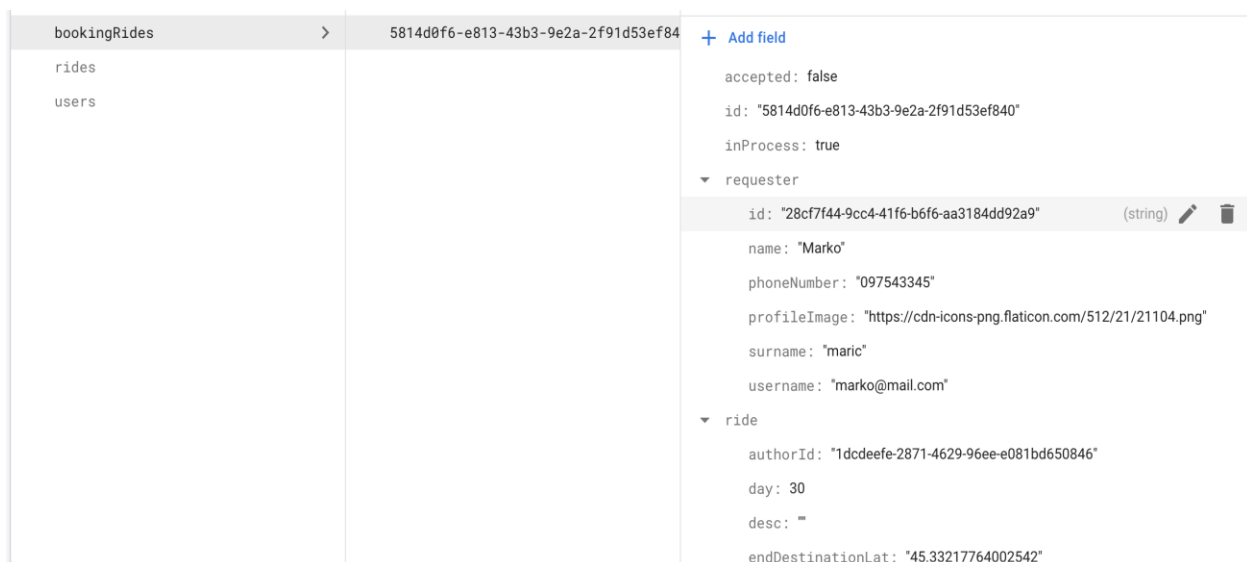 bookingRides
rides
users
5814d0f6-e813-43b3-9e2a-2f91d53ef84
+ Add field
accepted: false
id: "5814d0f6-e813-43b3-9e2a-2f91d53ef840"
inProcess: true
requester
id: "28cf7f44-9cc4-41f6-b6f6-aa3184dd92a9" (string)
name: "Marko"
phoneNumber: "097543345"
profileImage: "https://cdn-icons-png.flaticon.com/512/21/21104.png"
surname: "maric"
username: "marko@mail.com"
ride
authorId: "1dcdeefe-2871-4629-96ee-e081bd650846"
day: 30
desc: ""
endDestinationLat: "45.33217764002542"